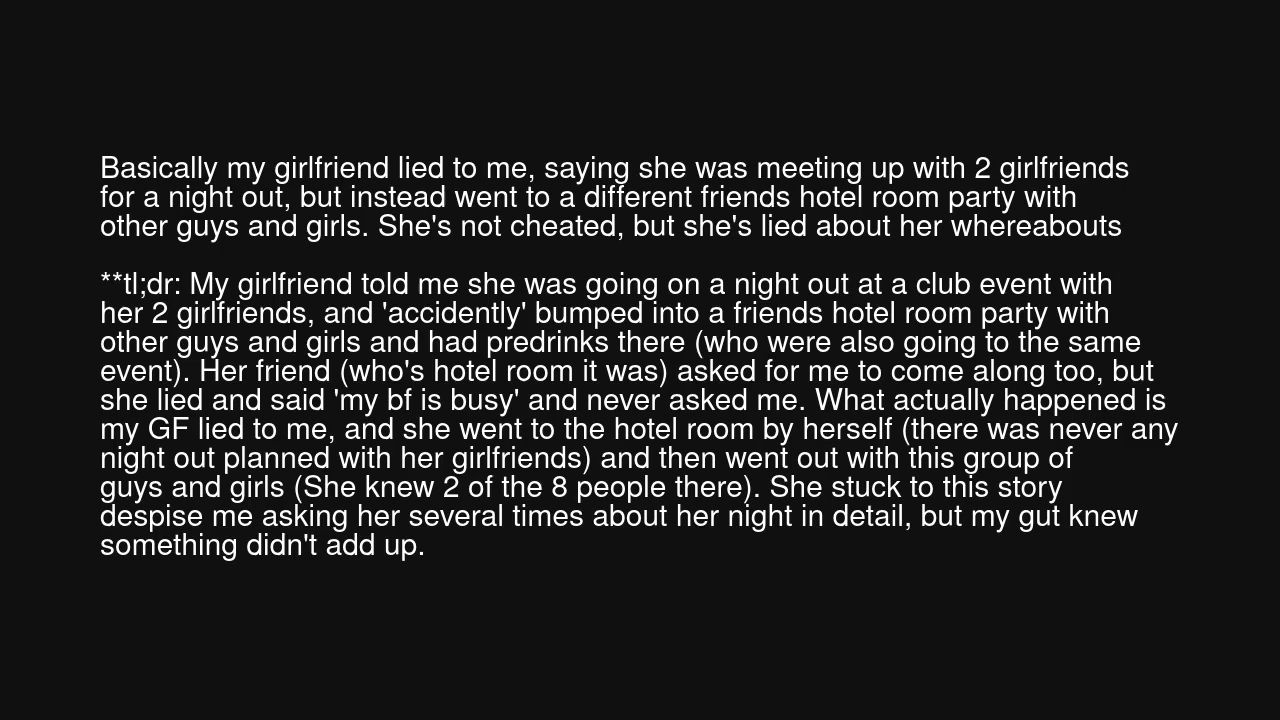 Basically my girlfriend lied to me, saying she was meeting up with 2 girlfriends
for a night out, but instead went to a different friends hotel room party with
other guys and girls. She's not cheated, but she's lied about her whereabouts
**tl;dr: My girlfriend told me she was going on a night out at a club event with
her 2 girlfriends, and 'accidently' bumped into a friends hotel room party with
other guys and girls and had predrinks there (who were also going to the same
event). Her friend (who's hotel room it was) asked for me to come along too, but
she lied and said 'my bf is busy' and never asked me. What actually happened is
my GF lied to me, and she went to the hotel room by herself (there was never any
night out planned with her girlfriends) and then went out with this group of
guys and girls (She knew 2 of the 8 people there). She stuck to this story
despise me asking her several times about her night in detail, but my gut knew
something didn't add up.